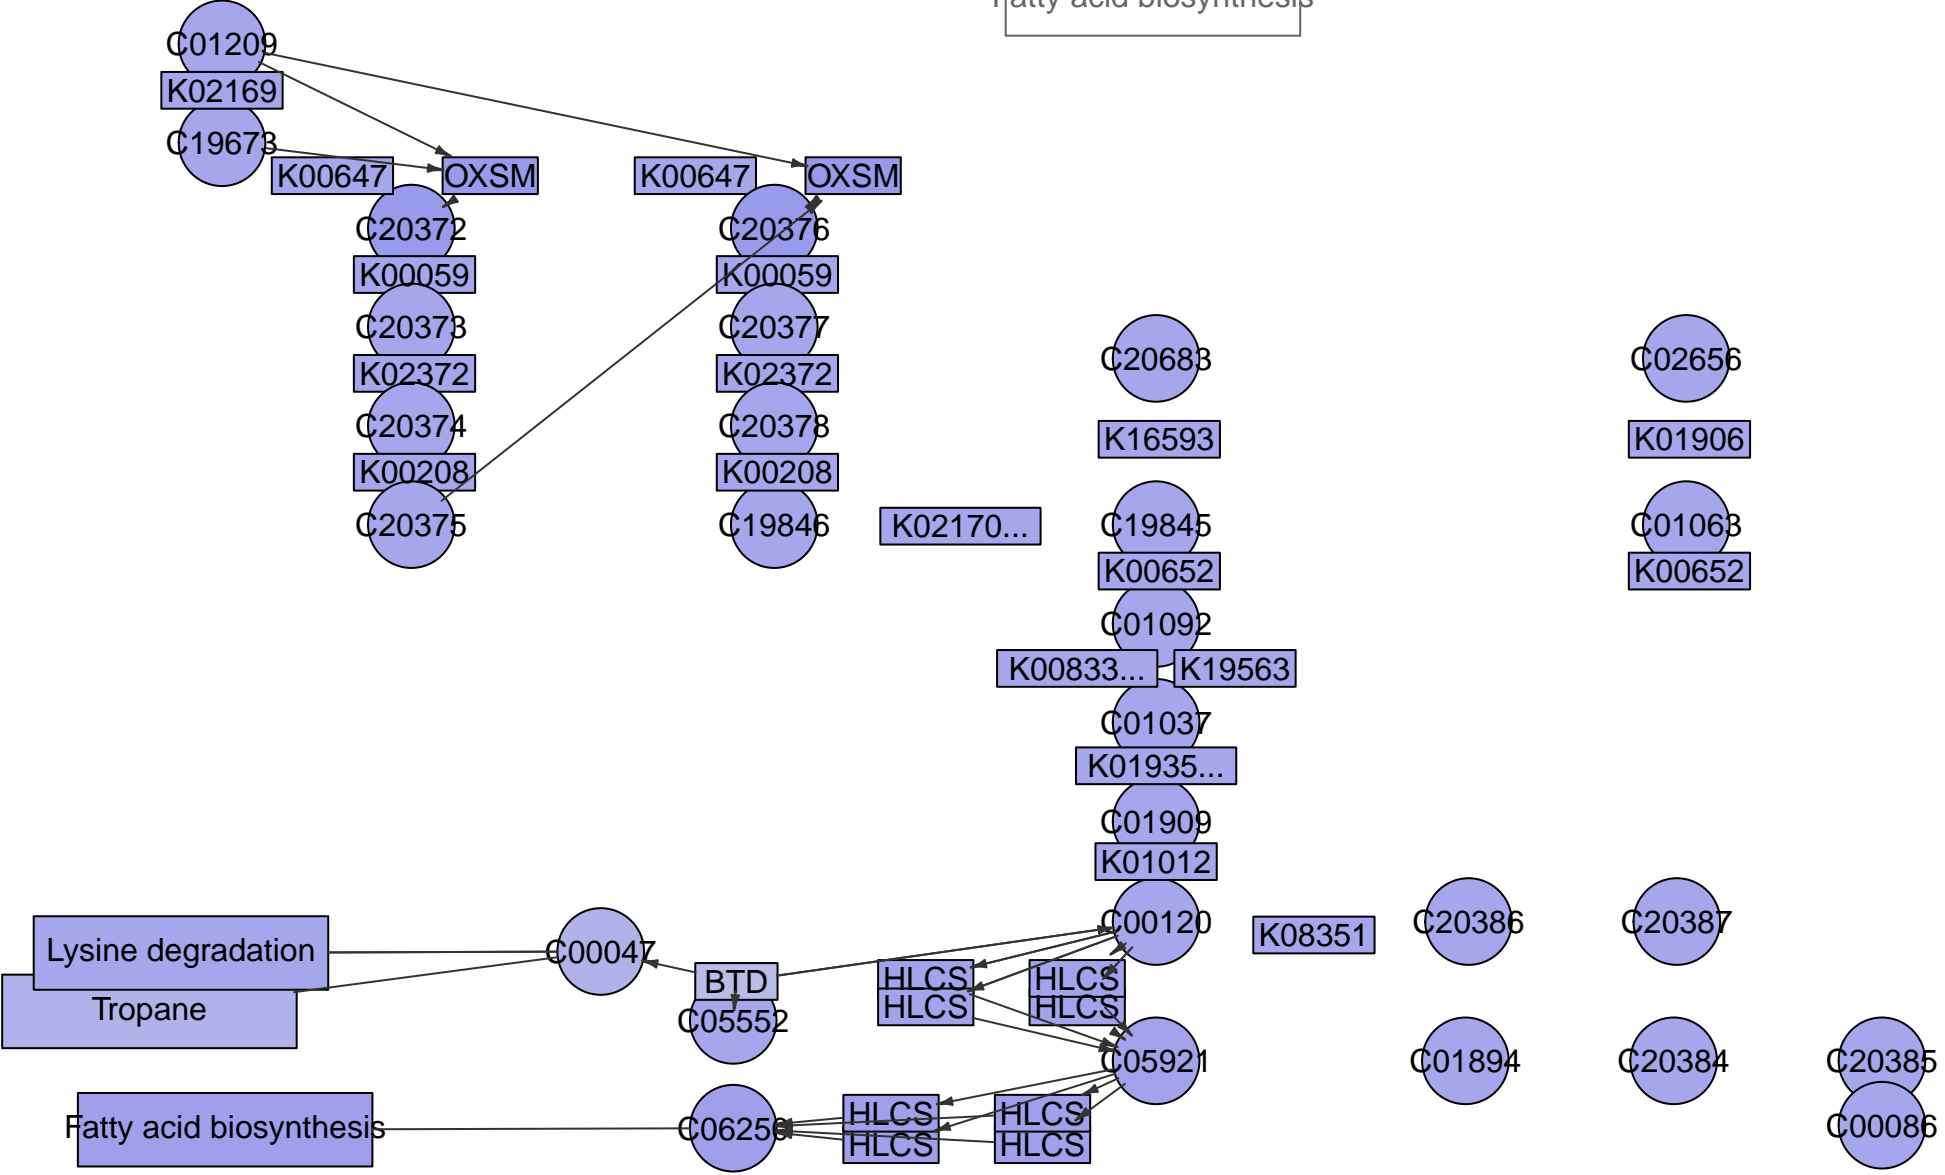 Fatty acid biosynthesis
C01209
K02169
C19673
K00647
OXSM
K00647
OXSM
C20372
C20376
K00059
K00059
C20373
C20377
C20683
C02656
K02372
K02372
C20374
C20378
K16593
K01906
K00208
K00208
C20375
C19846
K02170...
C19845
C01063
K00652
K00652
C01092
K00833...
K19563
C01037
K01935...
C01909
K01012
C00120
K08351
C20386
C20387
Lysine degradation
C00047
BTD
HLCS
HLCS
Tropane
HLCS
HLCS
C05552
C05921
C01894
C20384
C20385
HLCS
HLCS
Fatty acid biosynthesis
C06250
HLCS
HLCS
C00086